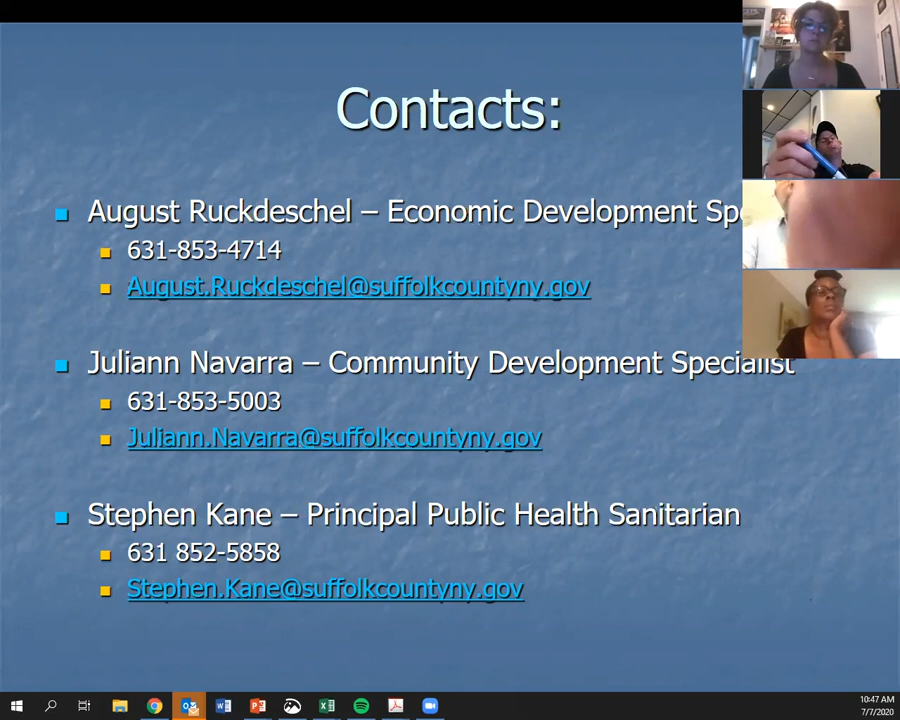 Contacts:
August Ruckdeschel – Economic Development
631-853-4714
August.Ruckdeschel@suffolkcountyny.gov
Juliann Navarra – Community Development Specialist
631-853-5003
Juliann.Navarra@suffolkcountyny.gov
Stephen Kane – Principal Public Health Sanitarian
631 852-5858
Stephen.Kane@suffolkcountyny.gov
10:47 AM
7/7/2020